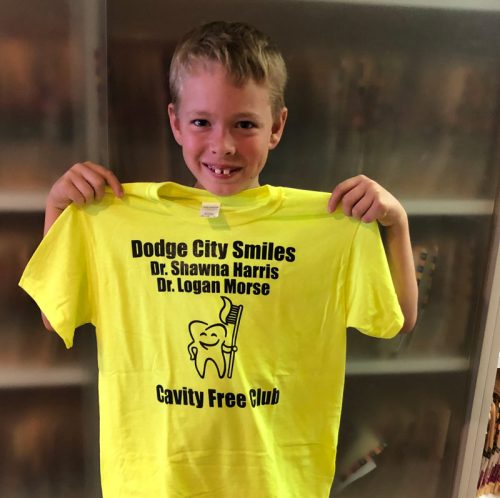 Dodge City Smiles
Dr. Shawna Harris
Dr. Logan Morse
Cavity Free Club